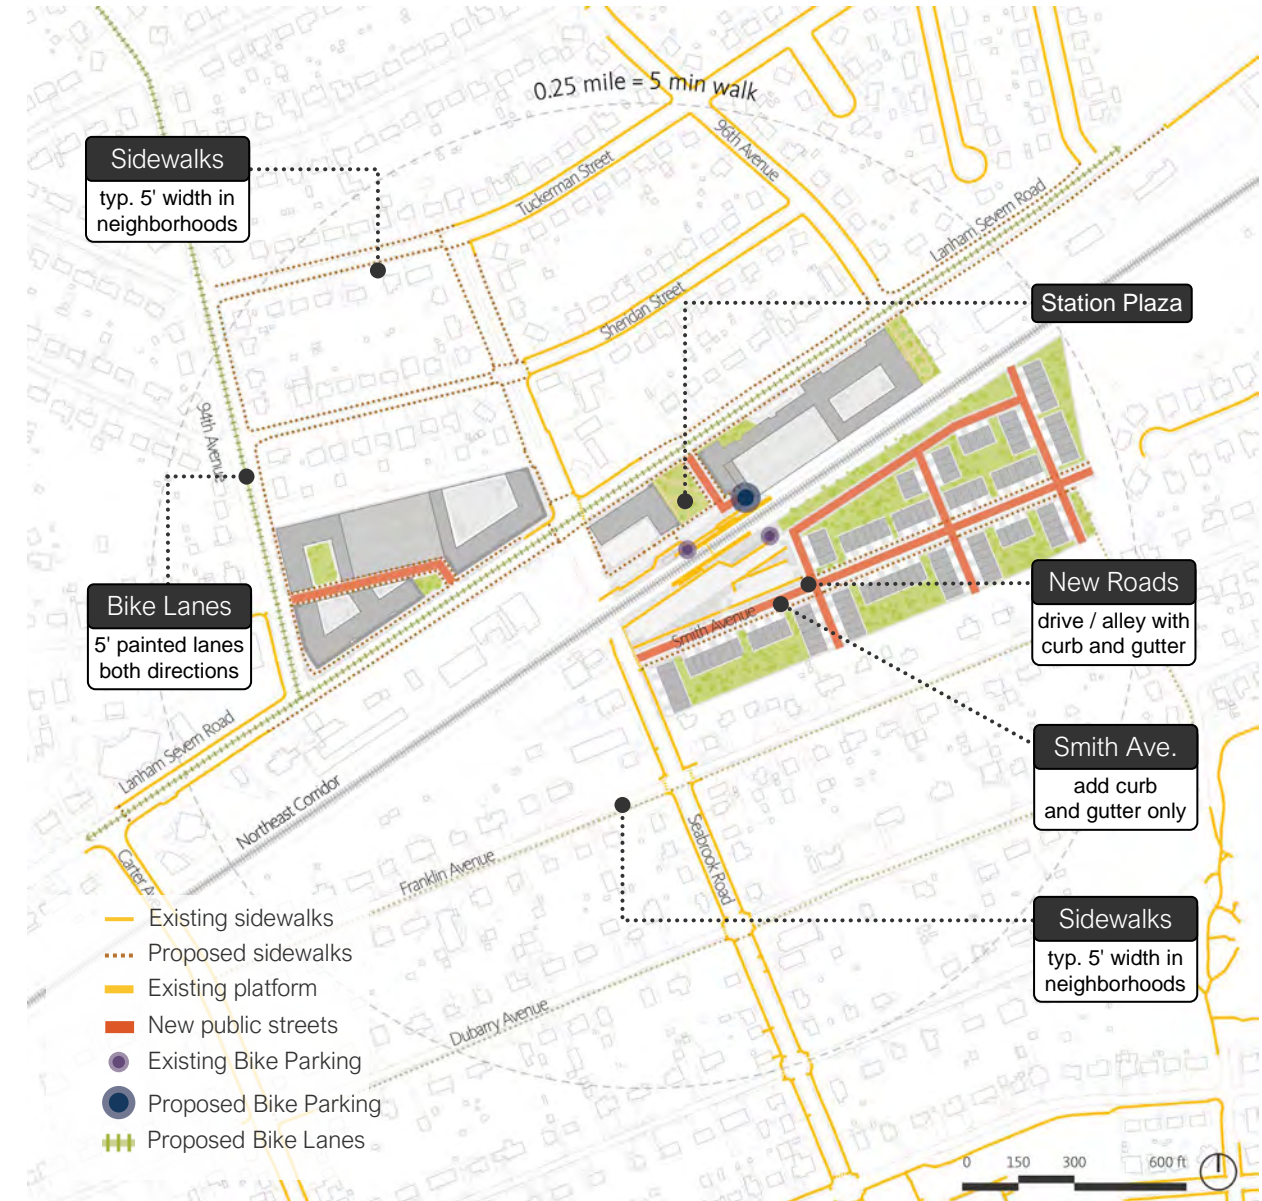 0.25 mile = 5 min walk
96th Avenue
Sidewalks
typ. 5' width in
neighborhoods
Tuckerman Street
Lanham Severn Road
Station Plaza
Sheridan Street
94th Avenue
New Roads
drive / alley with
curb and gutter
Bike Lanes
5' painted lanes
both directions
Smith Avenue
Smith Ave.
add curb
and gutter only
Lanham Severn Road
Northeast Corridor
Seabrook Road
Franklin Avenue
Carter Av
Sidewalks
typ. 5' width in
neighborhoods
Existing sidewalks
Proposed sidewalks
Existing platform
New public streets
Existing Bike Parking
Proposed Bike Parking
Proposed Bike Lanes
Dubarry Avenue
0 150 300 600 ft